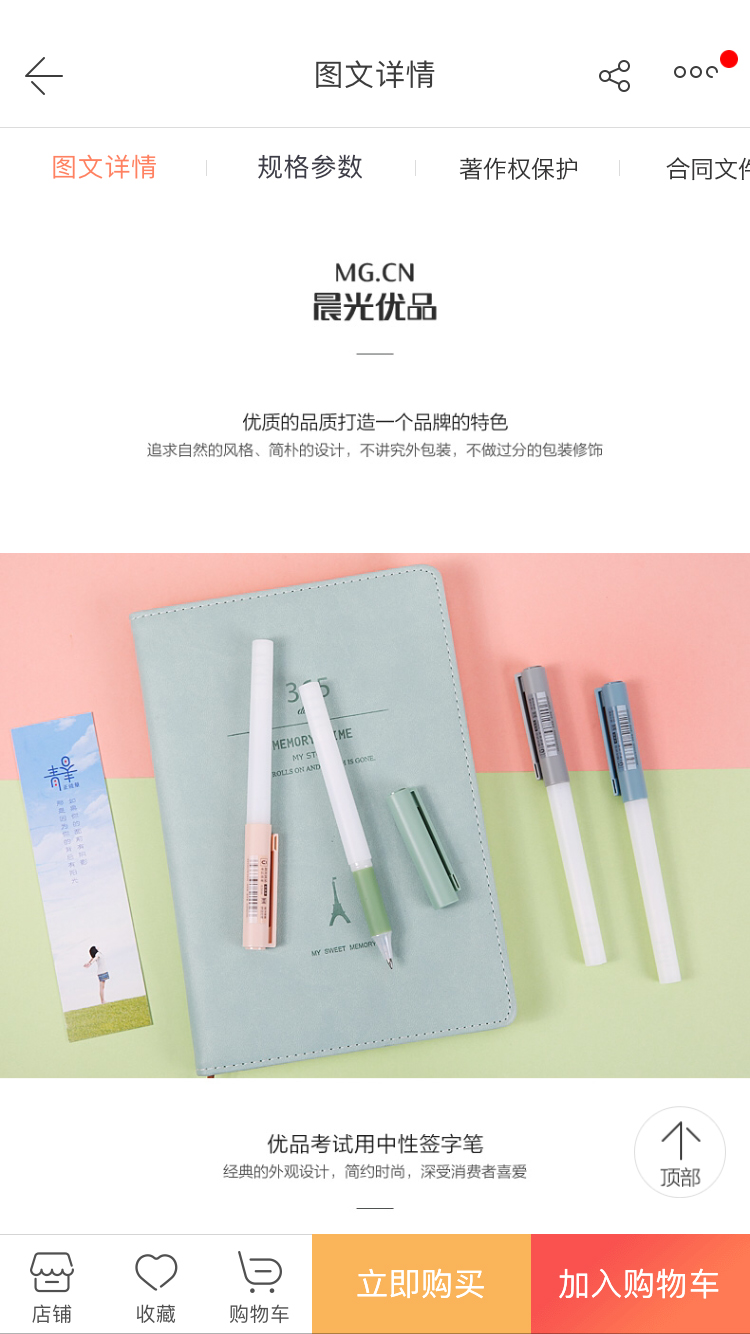 图文详情
图文详情
规格参数
著作权保护
合同文件
MG.CN
晨光优品
优质的品质打造一个品牌的特色
追求自然的风格、简朴的设计，不讲究外包装，不做过分的包装修饰
365
MEMORY TIME
MY ST
ROLLS ON AND
IS GONE.
MY SWEET MEMORY
青春
优品考试用中性签字笔
经典的外观设计，简约时尚，深受消费者喜爱
顶部
店铺
收藏
购物车
立即购买
加入购物车